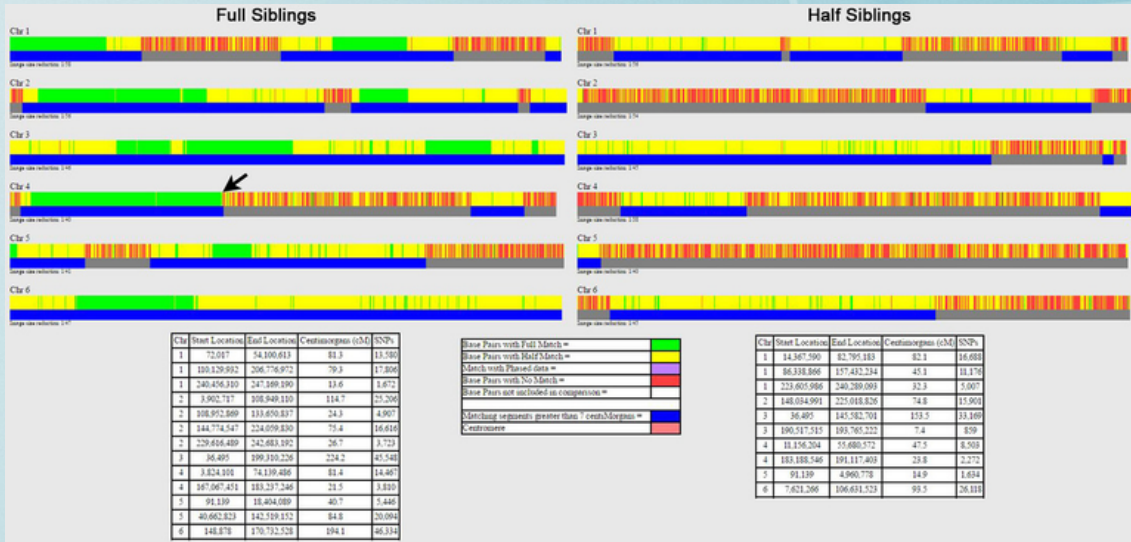 Full Siblings
Half Siblings
Chr 1
Chr 1
Chr 2
Chr 2
Chr 3
Chr 3
Chr 4
Chr 4
Chr 5
Chr 5
Chr 6
Chr 6
Chr Start Location End Location Centimorgans (cM) SNPs
1 72,017 54,100,613 81.3 13,580
1 110,129,932 206,776,972 79.3 17,806
1 240,456,310 247,169,190 13.6 1,672
2 3,902,717 108,949,110 114.7 25,206
2 108,952,869 133,650,837 24.3 4,907
2 144,774,547 224,059,830 75.4 16,616
2 229,616,489 242,683,192 26.7 3,723
3 36,495 199,310,226 224.2 45,548
4 3,824,101 74,139,486 81.4 14,467
4 167,067,451 183,237,246 21.5 3,810
5 91,139 18,404,089 40.7 5,446
5 40,662,823 142,519,152 84.8 20,094
6 148,878 170,732,528 194.1 46,334
Base Pairs with Full Match =
Base Pairs with Half Match =
Match with Phased data =
Base Pairs with No Match =
Base Pairs not included in comparison =
Matching segments greater than 7 centiMorgans =
Centromere
Chr Start Location End Location Centimorgans (cM) SNPs
1 14,367,590 82,795,183 82.1 16,688
1 86,338,866 157,432,234 45.1 11,176
1 223,605,986 240,289,093 32.3 5,007
2 148,034,991 225,018,826 74.8 15,901
3 36,495 145,582,701 153.5 33,169
3 190,517,515 193,765,222 7.4 859
4 11,156,204 55,680,572 47.5 8,503
4 183,188,546 191,117,403 23.8 2,272
5 91,139 4,960,778 14.9 1,634
6 7,621,266 106,631,523 93.5 26,118